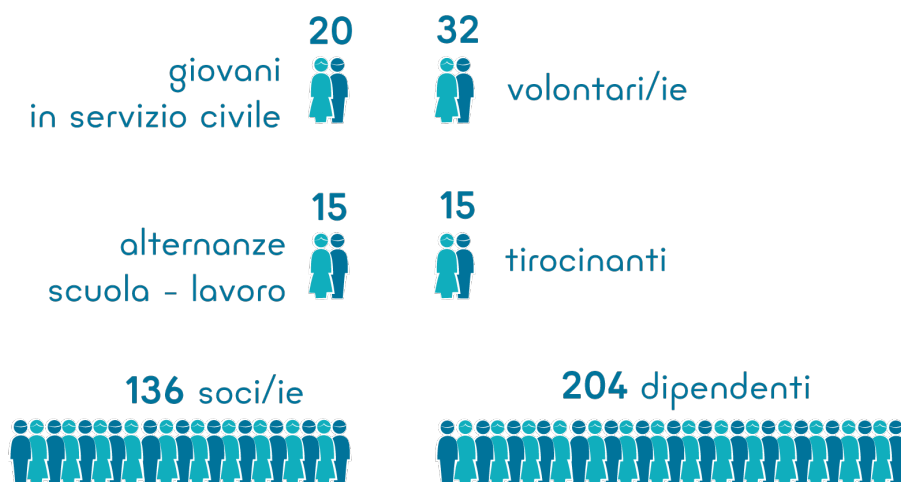 20
giovani
in servizio civile
32
volontari/ie
15
alternanze
scuola - lavoro
15
tirocinanti
136 soci/ie
204 dipendenti